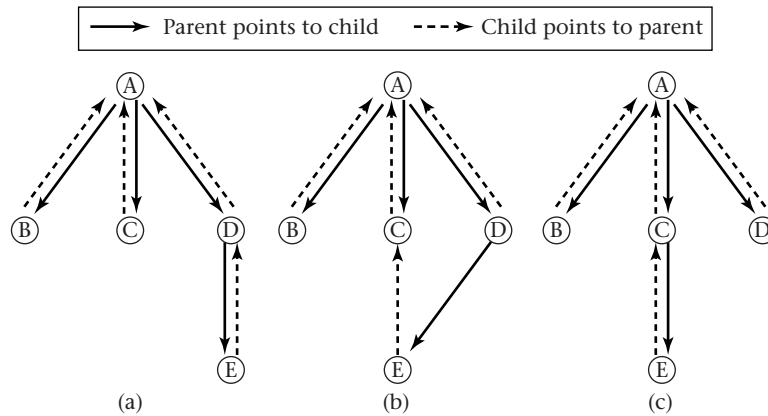 Parent points to child Child points to parent
A A A
B C D B C D B C D
E E E
(a) (b) (c)